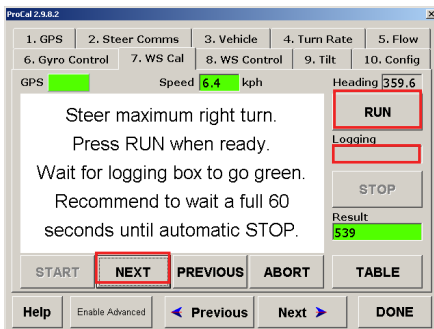 ProCal 2.9.8.2
1. GPS 2. Steer Comms 3. Vehicle 4. Turn Rate 5. Flow
6. Gyro Control 7. WS Cal 8. WS Control 9. Tilt 10. Config
GPS Speed 6.4 kph Heading 359.6
Steer maximum right turn.
Press RUN when ready.
Wait for logging box to go green.
Recommend to wait a full 60
seconds until automatic STOP.
RUN
Logging
STOP
Result
539
START NEXT PREVIOUS ABORT TABLE
Help Enable Advanced Previous Next DONE